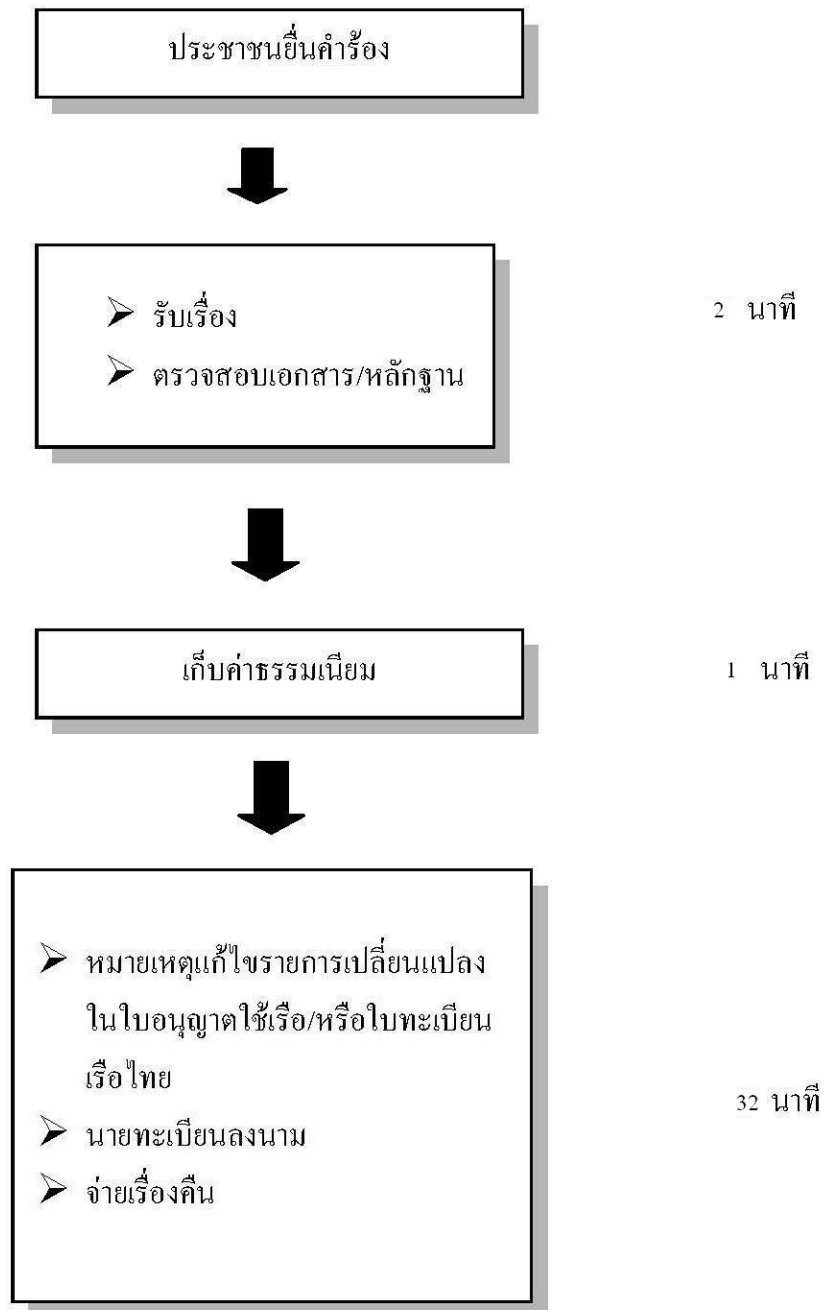 ประชาชนยื่นคำร้อง
➢ รับเรื่อง
2 นาที
➢ ตรวจสอบเอกสาร/หลักฐาน
เก็บค่าธรรมเนียม
1 นาที
➢ หมายเหตุแก้ไขรายการเปลี่ยนแปลง
ในใบอนุญาตใช้เรือ/หรือใบทะเบียน
เรือไทย
32 นาที
➢ นายทะเบียนลงนาม
➢ จ่ายเรื่องคืน